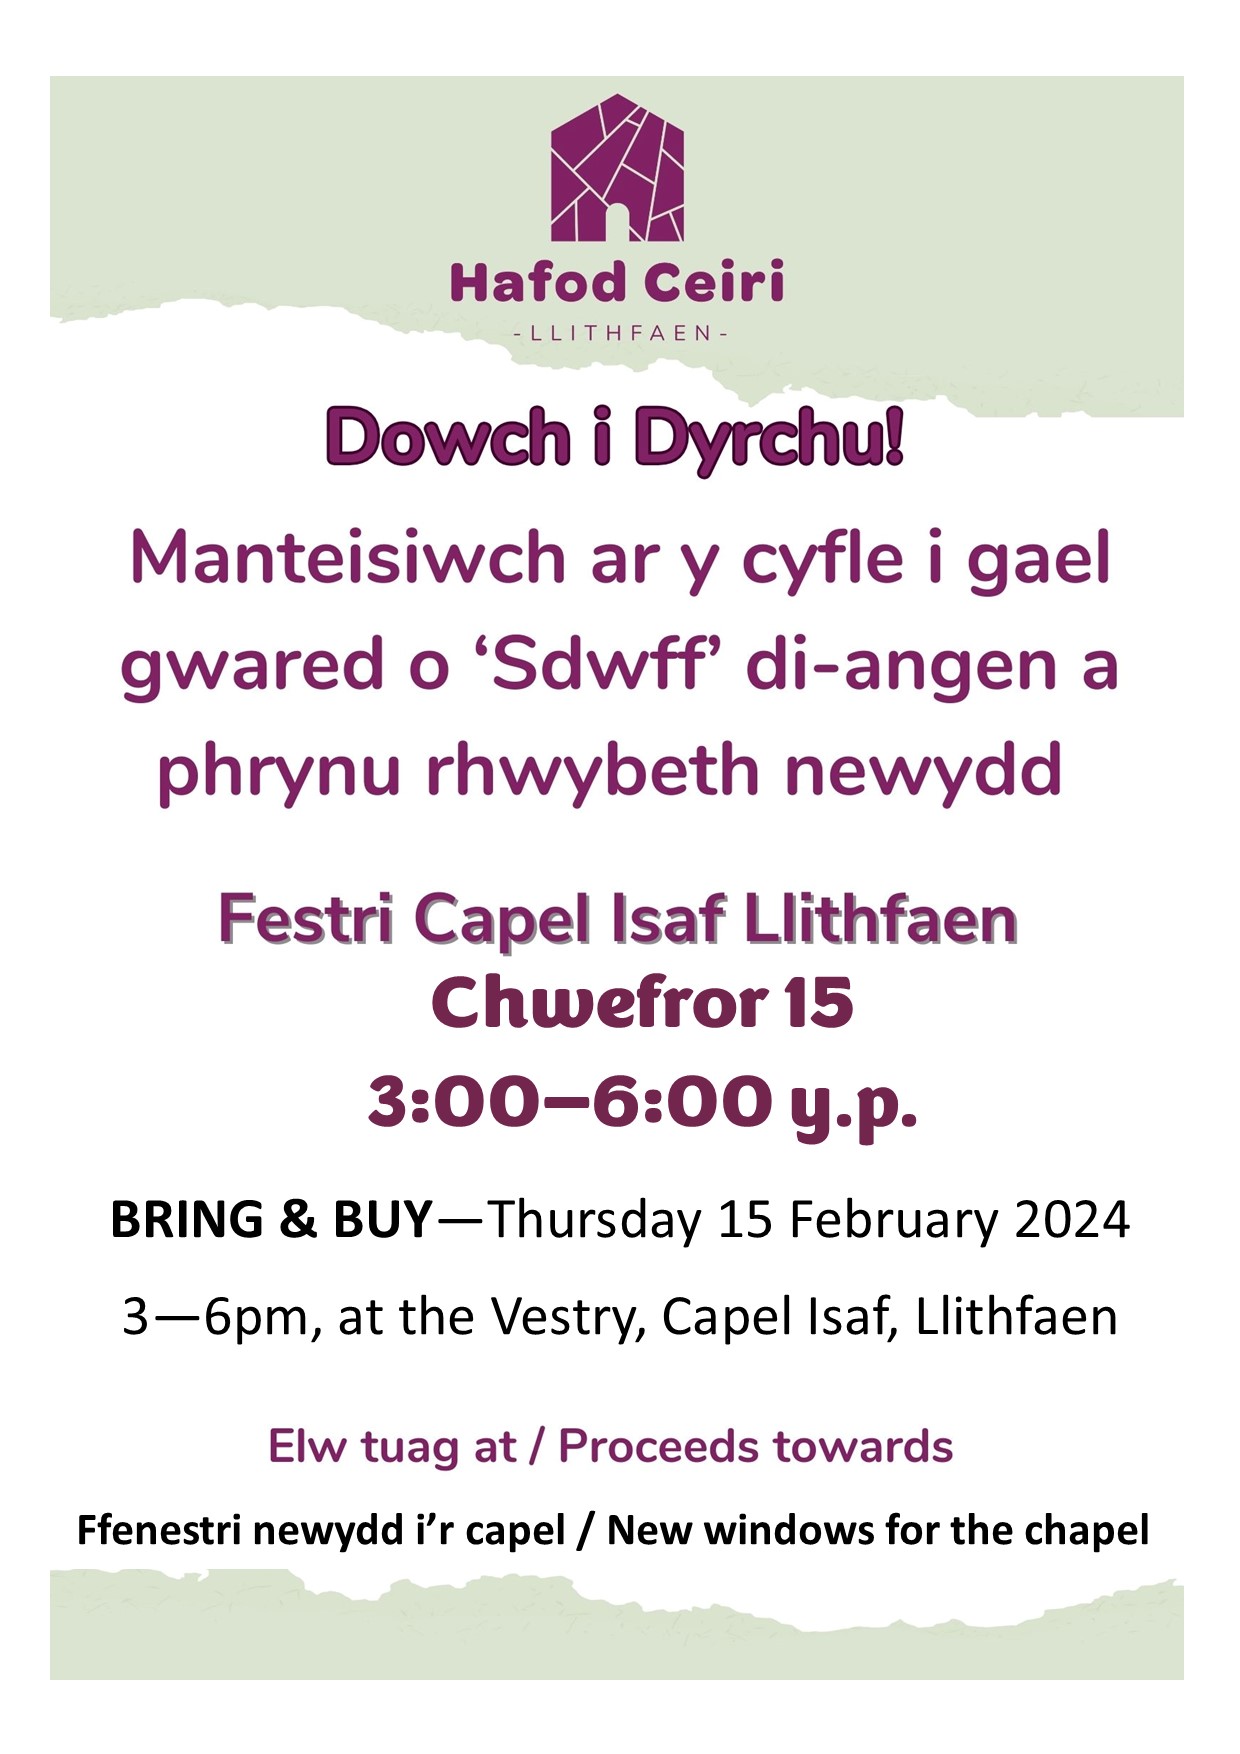 Hafod Ceiri
-LLITHFAEN-
Dowch i Dyrchu!
Manteisiwch ar y cyfle i gael
gwared o ‘Sdwff’ di-angen a
phrynu rhwybeth newydd
Festri Capel Isaf Llithfaen
Chwefror 15
3:00—6:00 y.p.
BRING & BUY—Thursday 15 February 2024
3—6pm, at the Vestry, Capel Isaf, Llithfaen
Elw tuag at / Proceeds towards
Ffenestri newydd i’r capel / New windows for the chapel